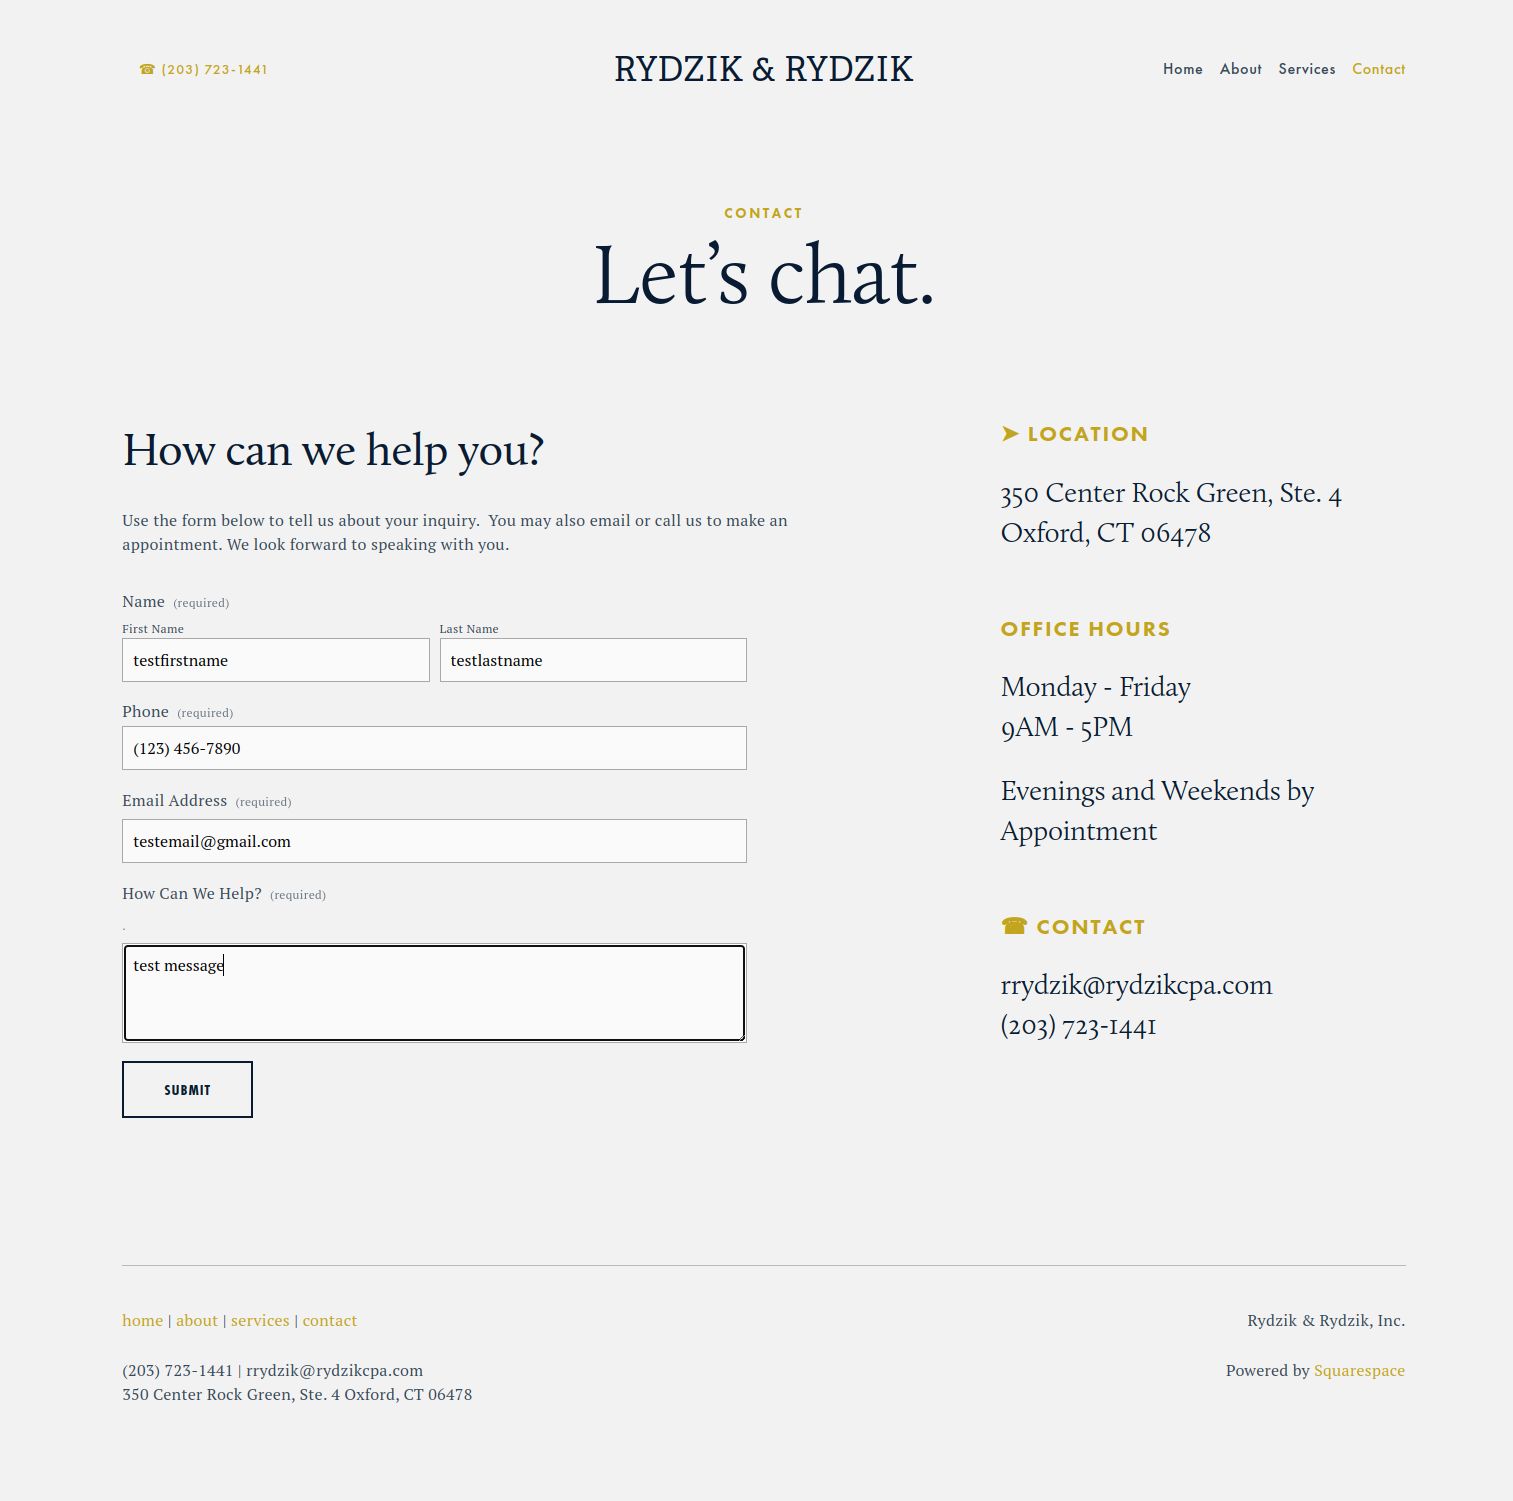 ☎ (203) 723-1441
RYDZIK & RYDZIK
Home About Services Contact
CONTACT
Let’s chat.
How can we help you?
Use the form below to tell us about your inquiry.  You may also email or call us to make an
appointment. We look forward to speaking with you.
Name (required)
First Name
Last Name
testfirstname
testlastname
Phone (required)
(123) 456-7890
Email Address (required)
testemail@gmail.com
How Can We Help? (required)
.
test message
SUBMIT
➤ LOCATION
350 Center Rock Green, Ste. 4
Oxford, CT 06478
OFFICE HOURS
Monday - Friday
9AM - 5PM
Evenings and Weekends by
Appointment
☎ CONTACT
rrydzik@rydzikcpa.com
(203) 723-1441
home | about | services | contact
(203) 723-1441 | rrydzik@rydzikcpa.com
350 Center Rock Green, Ste. 4 Oxford, CT 06478
Rydzik & Rydzik, Inc.
Powered by Squarespace